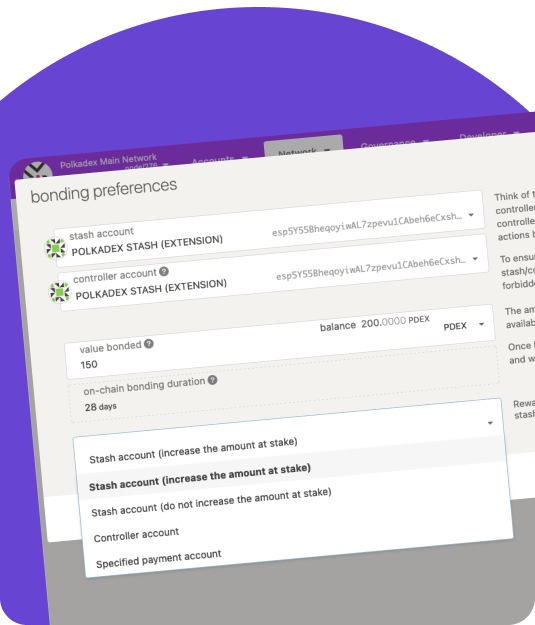 Polkadex Main Network
node/276
Accounts
Network
Governance
Developer
bonding preferences
stash account
POLKADEX STASH (EXTENSION)
esp5Y55BheqoyiwAL7zpevu1CAbeh6eCxsh…
controller account
POLKADEX STASH (EXTENSION)
esp5Y55BheqoyiwAL7zpevu1CAbeh6eCxsh…
value bonded
150
balance 200.0000 PDEX
PDEX
on-chain bonding duration
28 days
Stash account (increase the amount at stake)
Stash account (increase the amount at stake)
Stash account (do not increase the amount at stake)
Controller account
Specified payment account
Think of
controller
controlle
actions b
To ensu
stash/co
forbidde
The am
availab
Once
and w
Rewa
stash